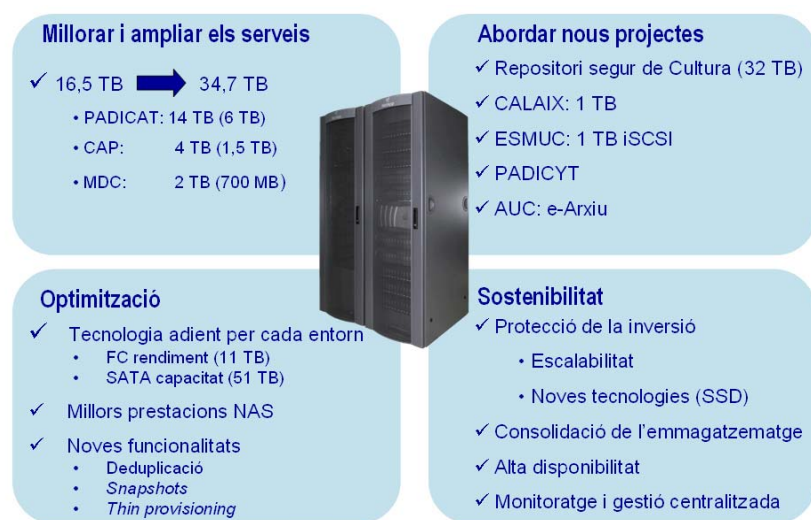 Millorar i ampliar els serveis
✓ 16,5 TB 34,7 TB
• PADICAT: 14 TB (6 TB)
• CAP: 4 TB (1,5 TB)
• MDC: 2 TB (700 MB)
Abordar nous projectes
✓ Repositori segur de Cultura (32 TB)
✓ CALAIX: 1 TB
✓ ESMUC: 1 TB iSCSI
✓ PADICYT
✓ AUC: e-Arxiu
Optimització
✓ Tecnologia adient per cada entorn
• FC rendiment (11 TB)
• SATA capacitat (51 TB)
✓ Millors prestacions NAS
✓ Noves funcionalitats
• Deduplicació
• Snapshots
• Thin provisioning
Sostenibilitat
✓ Protecció de la inversió
• Escalabilitat
• Noves tecnologies (SSD)
✓ Consolidació de l’emmagatzematge
✓ Alta disponibilitat
✓ Monitoratge i gestió centralitzada